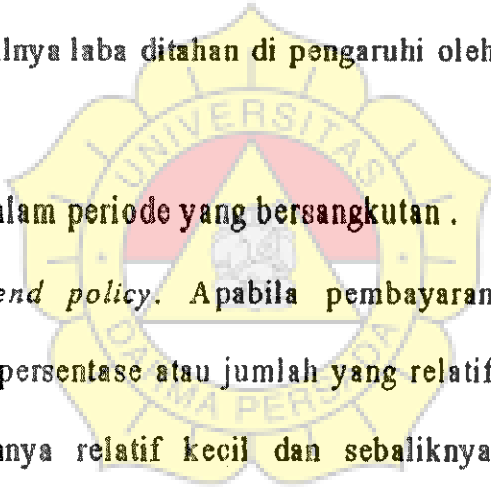 lnya laba ditahan di pengaruhi oleh
UNIVERSITAS
alam periode yang bersangkutan .
end policy. Apabila pembayaran
persentase atau jumlah yang relatif
DARMA PERSADA
nya relatif kecil dan sebaliknya